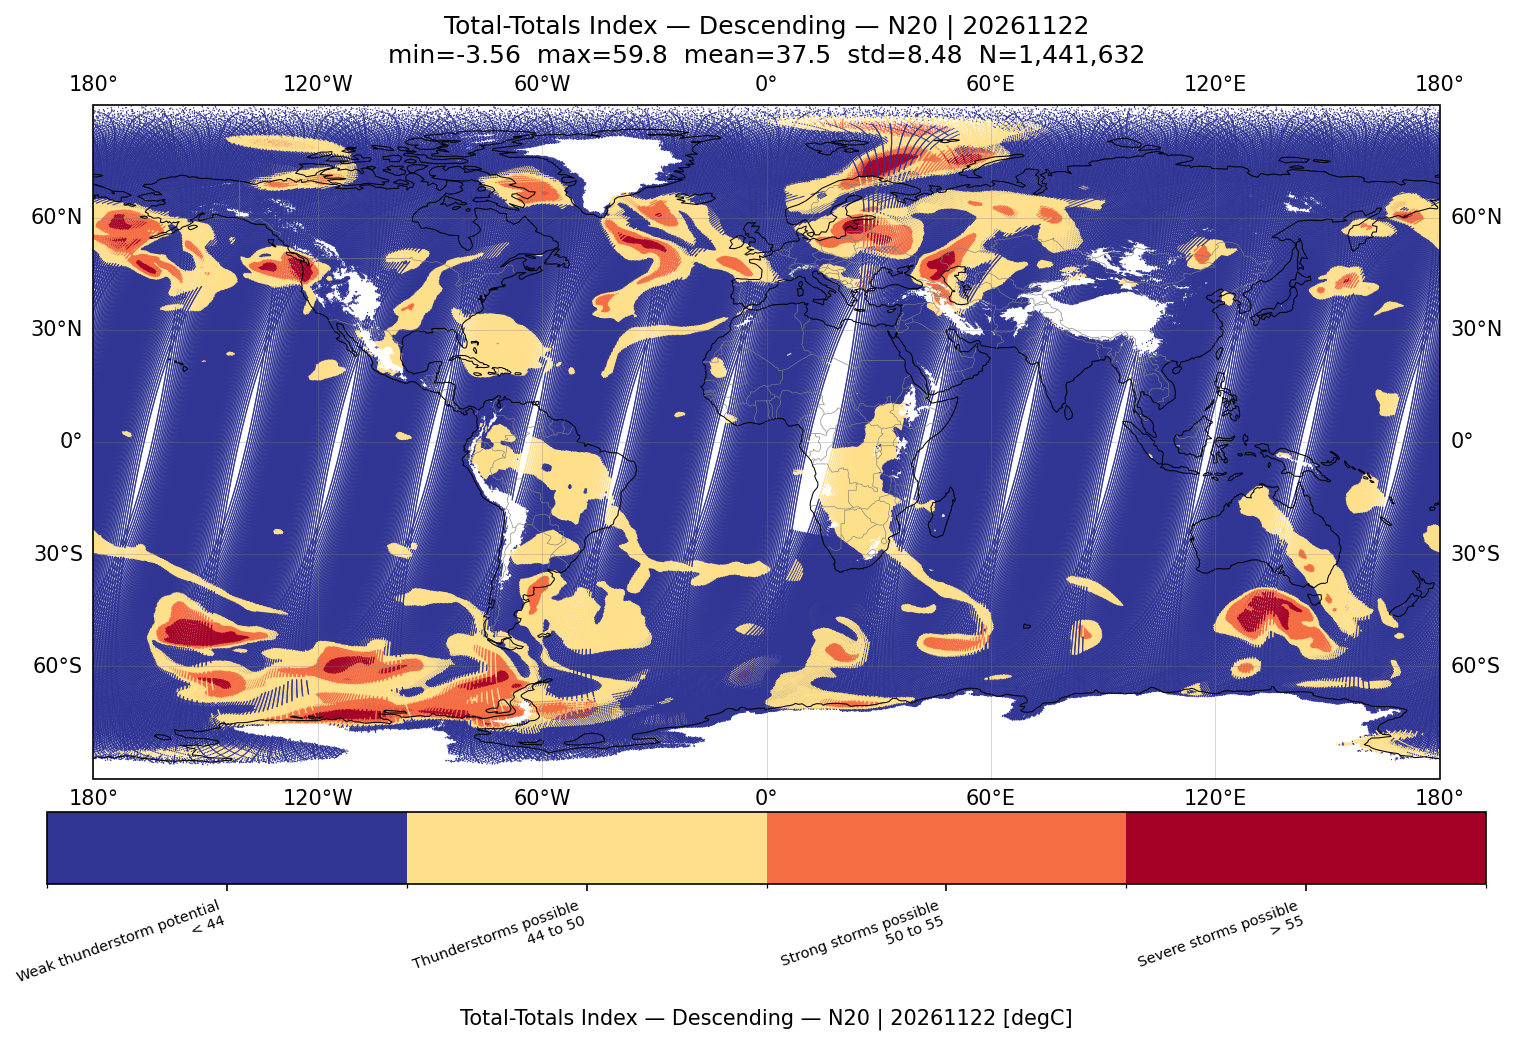 Total-Totals Index — Descending — N20 | 20261122
min=-3.56  max=59.8  mean=37.5  std=8.48  N=1,441,632
180° 120°W 60°W 0° 60°E 120°E 180°
60°N 60°N
30°N 30°N
0° 0°
30°S 30°S
60°S 60°S
180° 120°W 60°W 0° 60°E 120°E 180°
Weak thunderstorm potential
< 44
Thunderstorms possible
44 to 50
Strong storms possible
50 to 55
Severe storms possible
> 55
Total-Totals Index — Descending — N20 | 20261122 [degC]